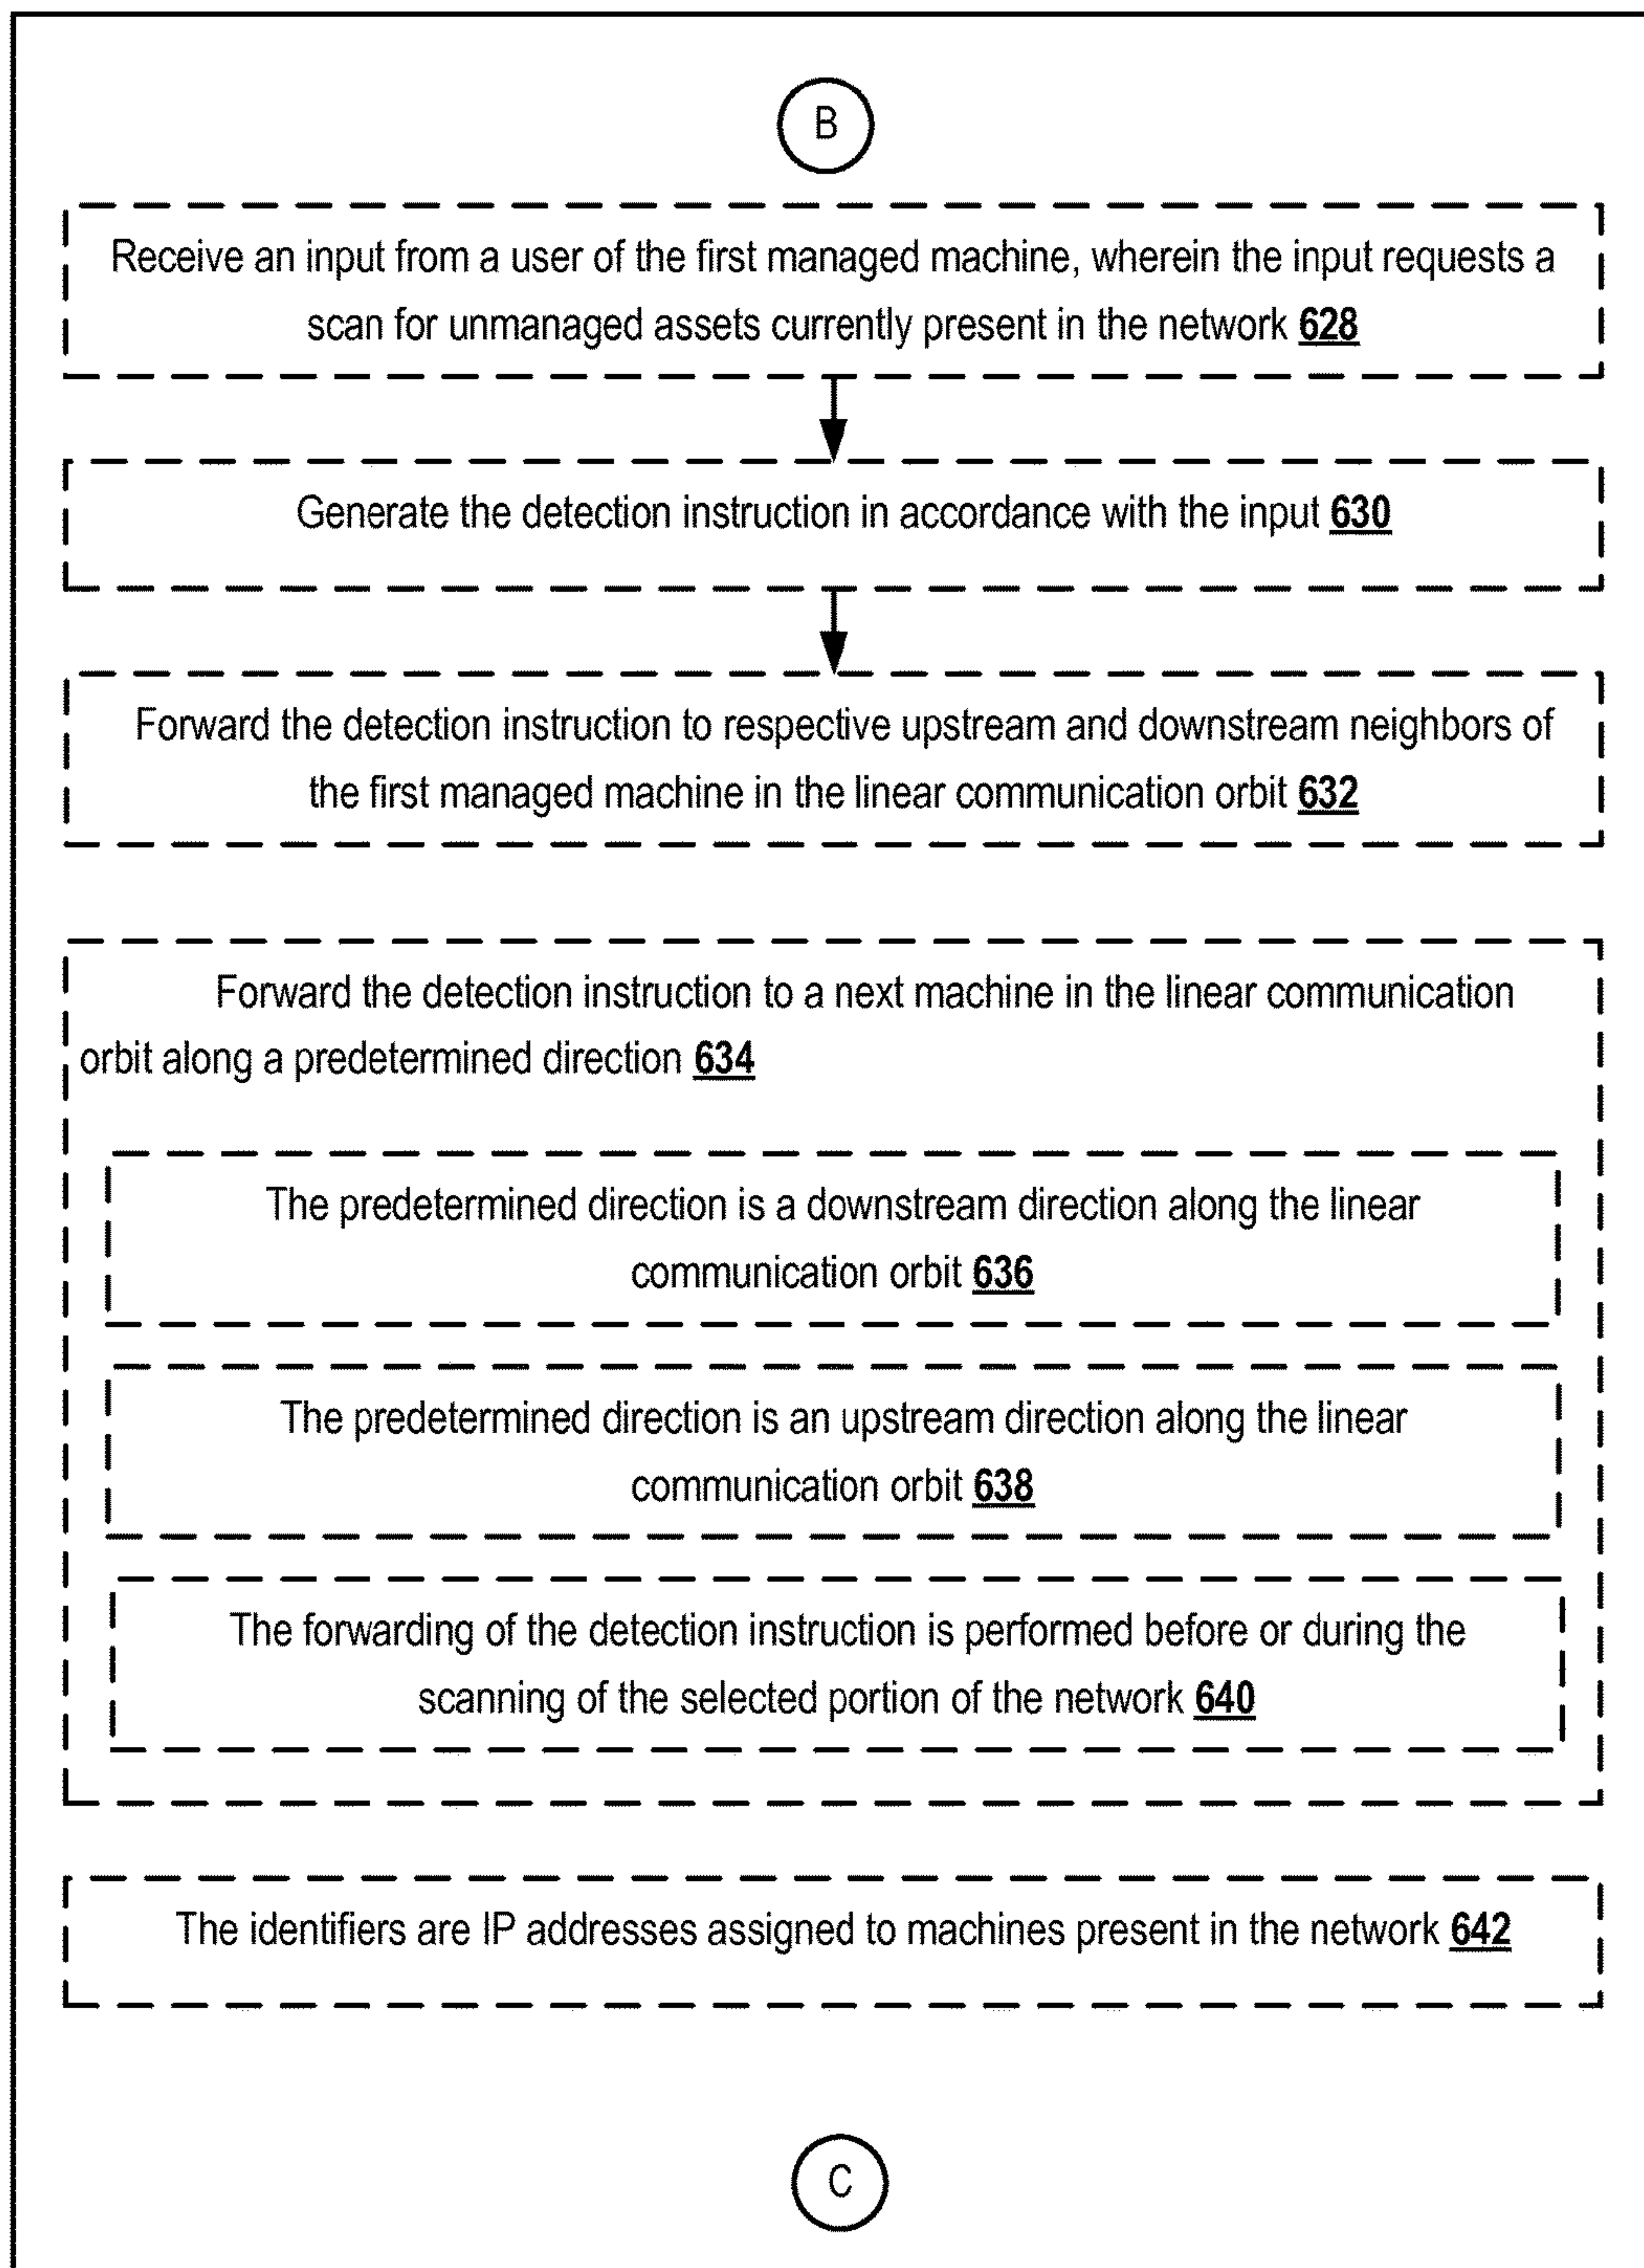 B
Receive an input from a user of the first managed machine, wherein the input requests a
scan for unmanaged assets currently present in the network 628
Generate the detection instruction in accordance with the input 630
Forward the detection instruction to respective upstream and downstream neighbors of
the first managed machine in the linear communication orbit 632
Forward the detection instruction to a next machine in the linear communication
orbit along a predetermined direction 634
The predetermined direction is a downstream direction along the linear
communication orbit 636
The predetermined direction is an upstream direction along the linear
communication orbit 638
The forwarding of the detection instruction is performed before or during the
scanning of the selected portion of the network 640
The identifiers are IP addresses assigned to machines present in the network 642
C